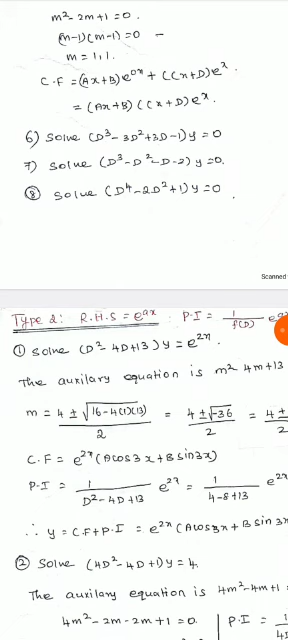 m² - 2m + 1 = 0.
(m-1)(m-1) = 0 -
m = 1, 1.
C.F = (Ax+B)e^0x + (Cx+D)e^x.
= (Ax+B)(Cx+D)e^x.
6) Solve (D³ - 3D² + 3D - 1)y = 0
7) Solve (D³ - D² - D - 2)y = 0.
⑧ Solve (D⁴ - 2D² + 1)y = 0.
Scanned
Type 2: R.H.S = e^ax : P.I = 1/f(D)
① Solve (D² - 4D + 13)y = e^2x.
The auxilary equation is m² 4m + 13
m = 4 ± √16 - 4(1)(13) / 2 = 4 ± √-36 / 2 = 4 ± / 2
C.F = e^2x (A cos 3x + B sin 3x)
P.I = 1 / D² - 4D + 13 e^2x = 1 / 4 - 8 + 13 e^2x
∴ y = C.F + P.I = e^2x (A cos 3x + B sin 3x
② Solve (4D² - 4D + 1)y = 4.
The auxilary equation is 4m² - 4m + 1 =
4m² - 2m - 2m + 1 = 0. | P.I = 1